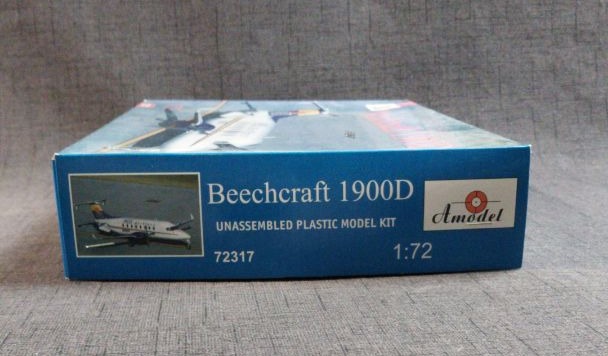 Beechcraft 1900D
UNASSEMBLED PLASTIC MODEL KIT
72317
1:72
Amodel